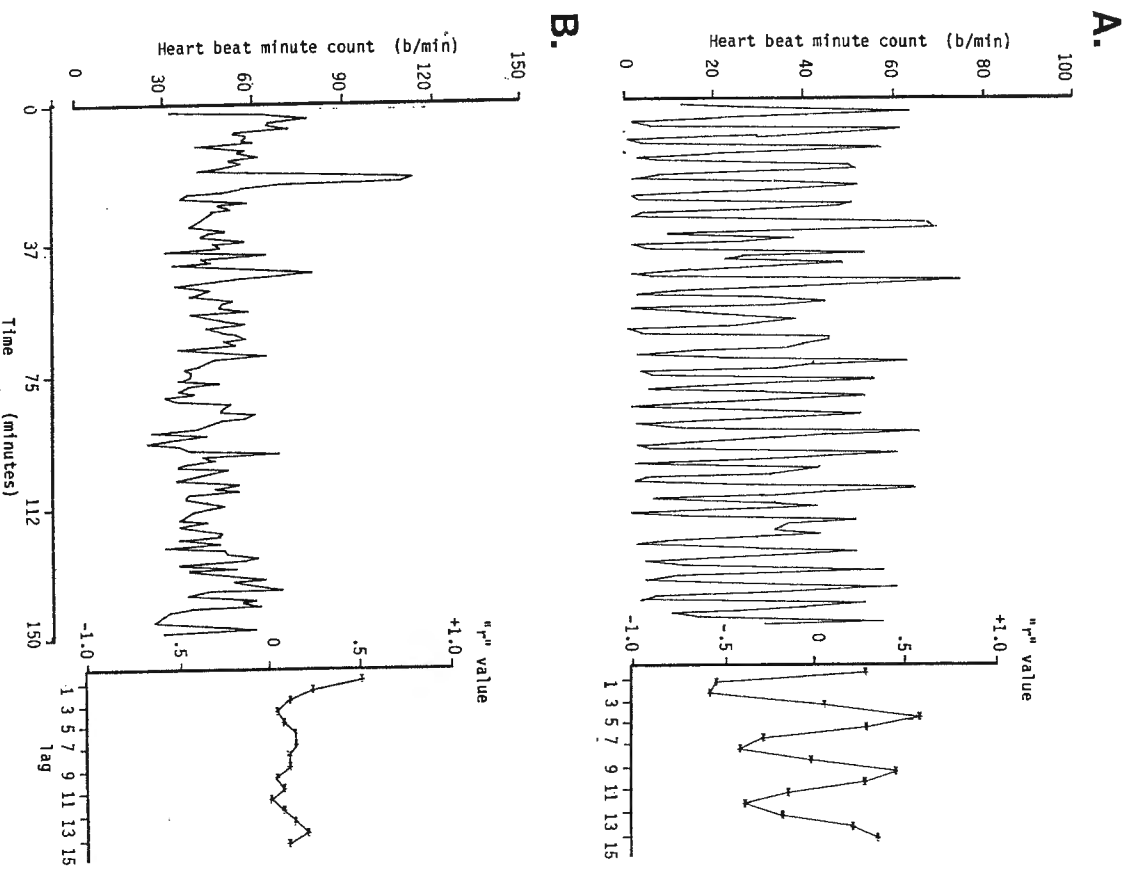 A.
Heart beat minute count (b/min)
100
80
60
40
20
0
"r" value
+1.0
.5
0
-.5
-1.0
1 3 5 7 9 11 13 15
B.
Heart beat minute count (b/min)
150
120
90
60
30
0
0 37 75 112 150
Time (minutes)
"r" value
+1.0
.5
0
.5
-1.0
1 3 5 7 9 11 13 15
lag